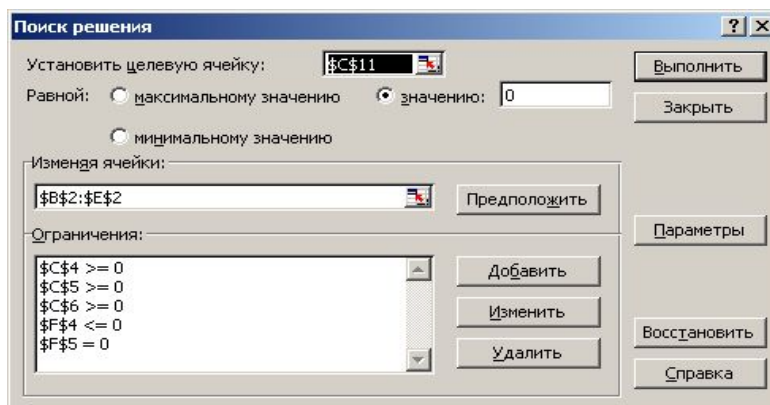 Поиск решения
Установить целевую ячейку: $C$11
Выполнить
Равной: максимальному значению значению: 0
Закрыть
минимальному значению
Изменяя ячейки:
$B$2:$E$2
Предположить
Параметры
Ограничения:
$C$4 >= 0
$C$5 >= 0
$C$6 >= 0
$F$4 <= 0
$F$5 = 0
Добавить
Изменить
Удалить
Восстановить
Справка